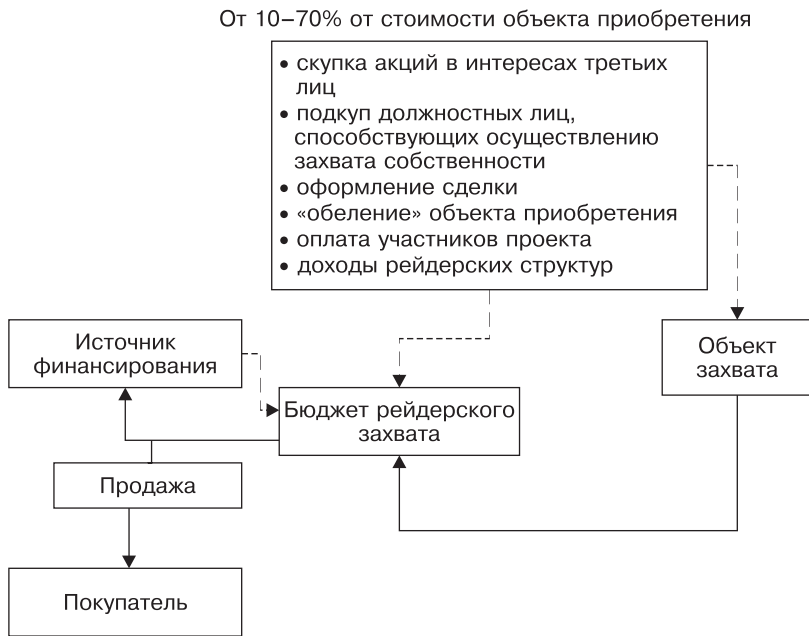 От 10–70% от стоимости объекта приобретения
• скупка акций в интересах третьих
лиц
• подкуп должностных лиц,
способствующих осуществлению
захвата собственности
• оформление сделки
• «обеление» объекта приобретения
• оплата участников проекта
• доходы рейдерских структур
Источник
финансирования
Объект
захвата
Бюджет рейдерского
захвата
Продажа
Покупатель